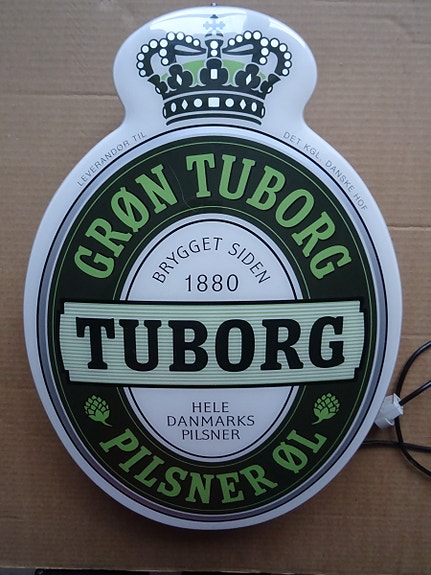 LEVERANDØR TIL
DET KGL. DANSKE HOF
GRØN TUBORG
BRYGGET SIDEN
1880
TUBORG
HELE
DANMARKS
PILSNER
PILSNER ØL